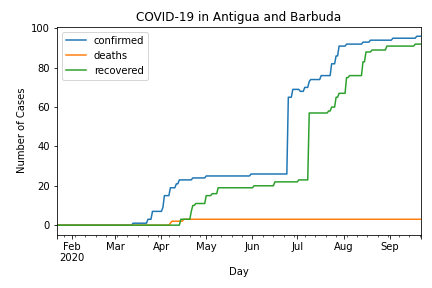 COVID-19 in Antigua and Barbuda
confirmed
deaths
recovered
Number of Cases
100
80
60
40
20
0
Feb Mar Apr May Jun Jul Aug Sep
2020
Day